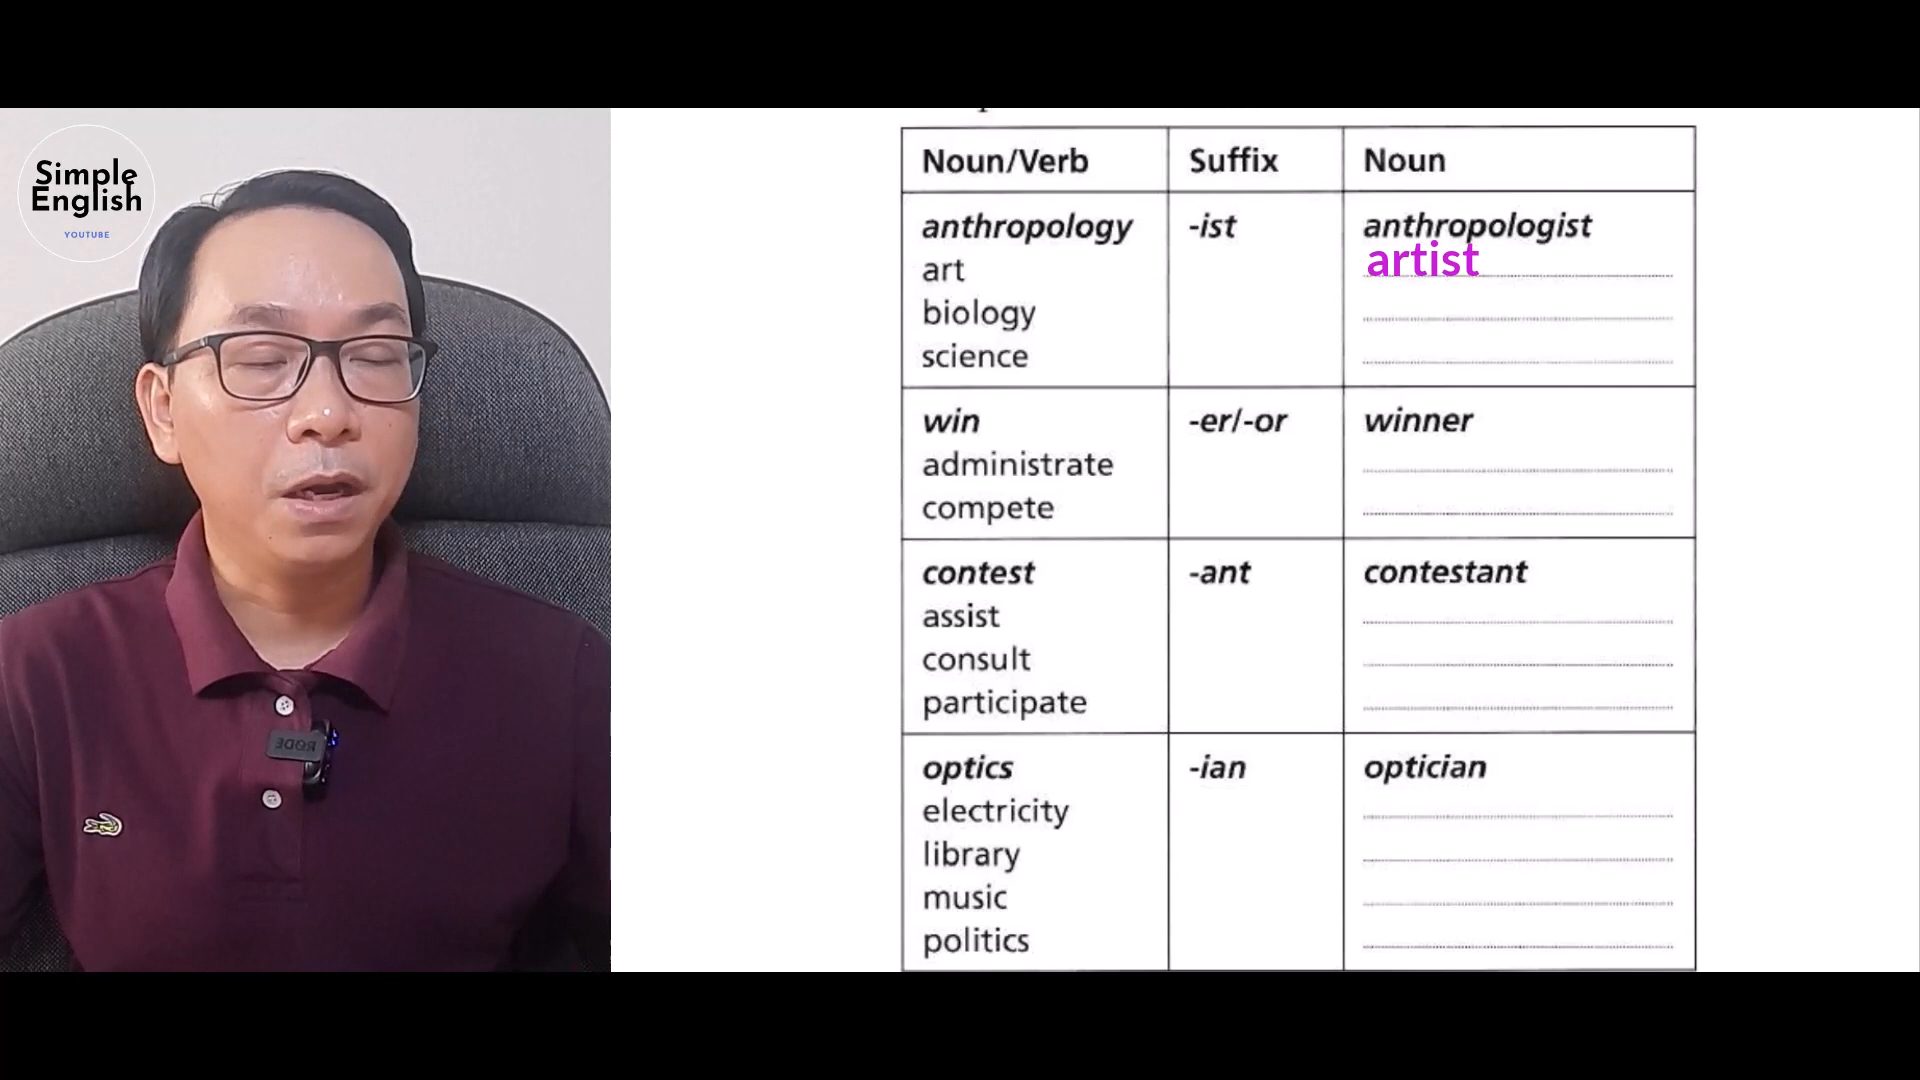 Simple
English
YOUTUBE
Noun/Verb Suffix Noun
anthropology -ist anthropologist
art artist
biology
science
win -er/-or winner
administrate
compete
contest -ant contestant
assist
consult
participate
optics -ian optician
electricity
library
music
politics
RODE